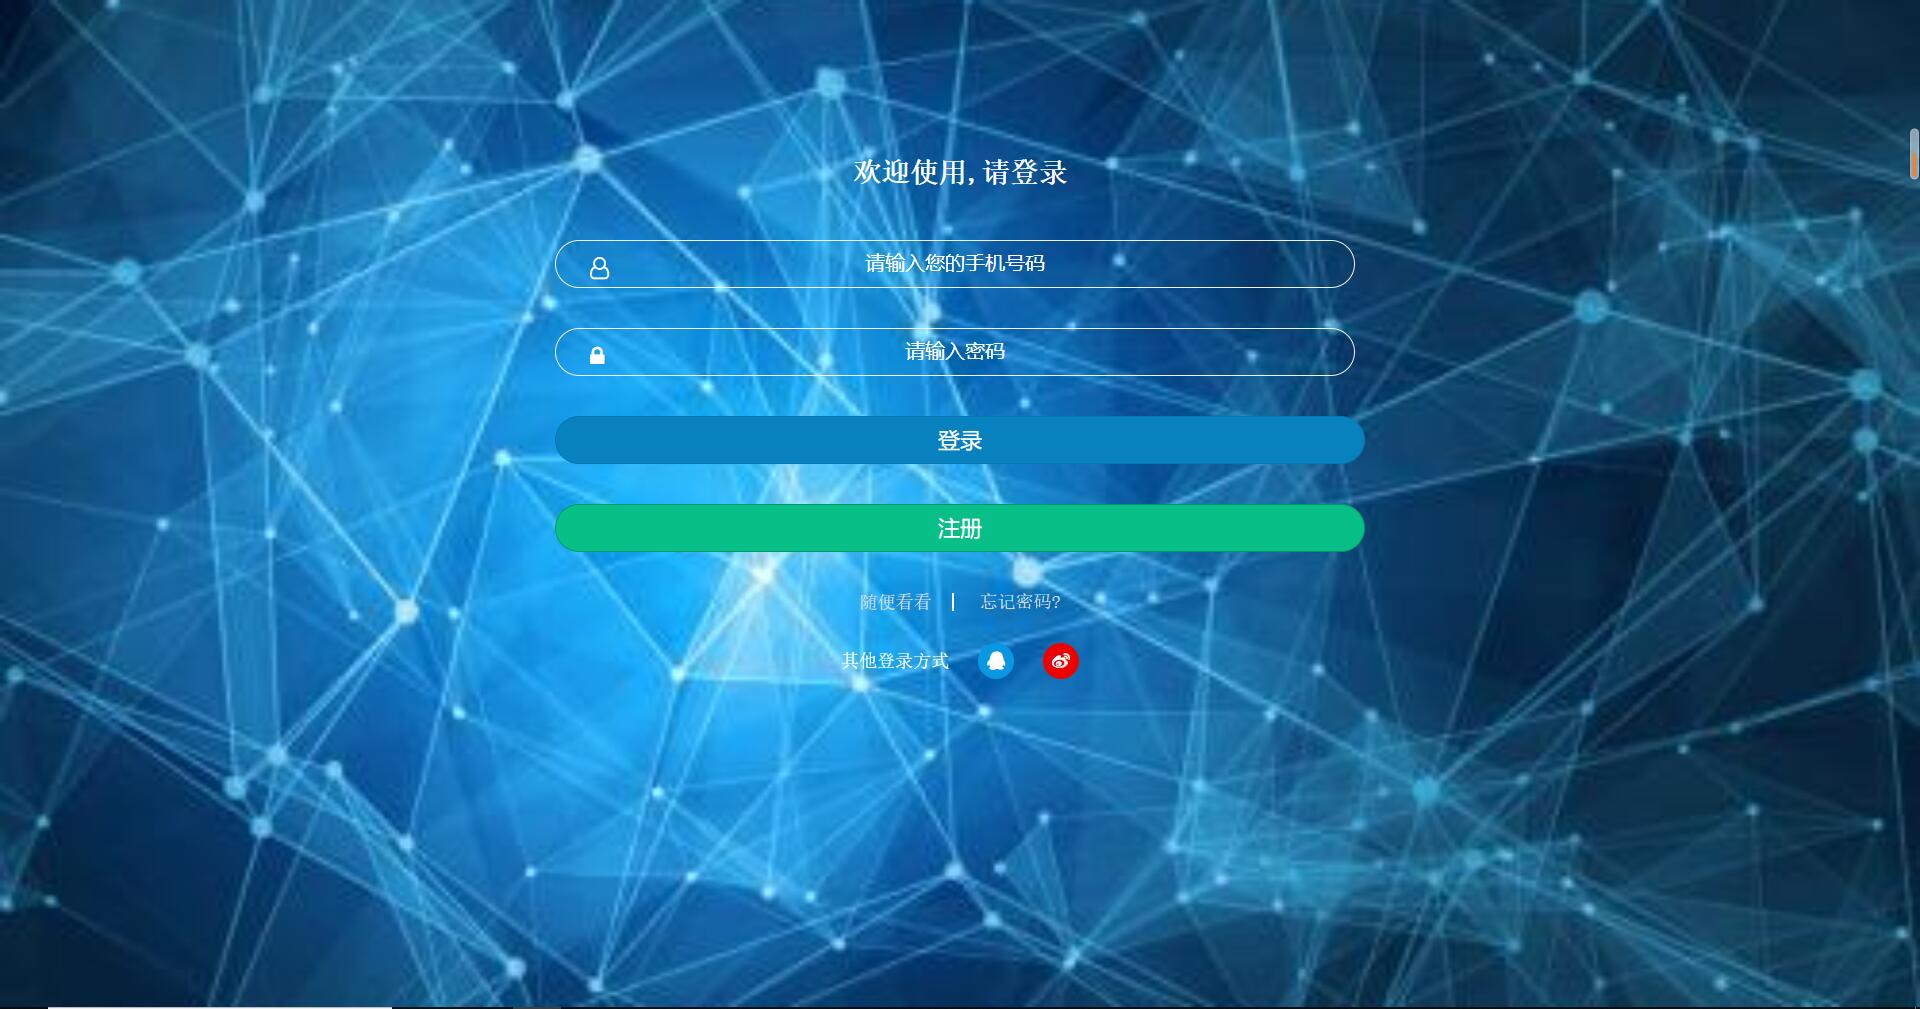 欢迎使用,请登录
请输入您的手机号码
请输入密码
登录
注册
随便看看 | 忘记密码?
其他登录方式